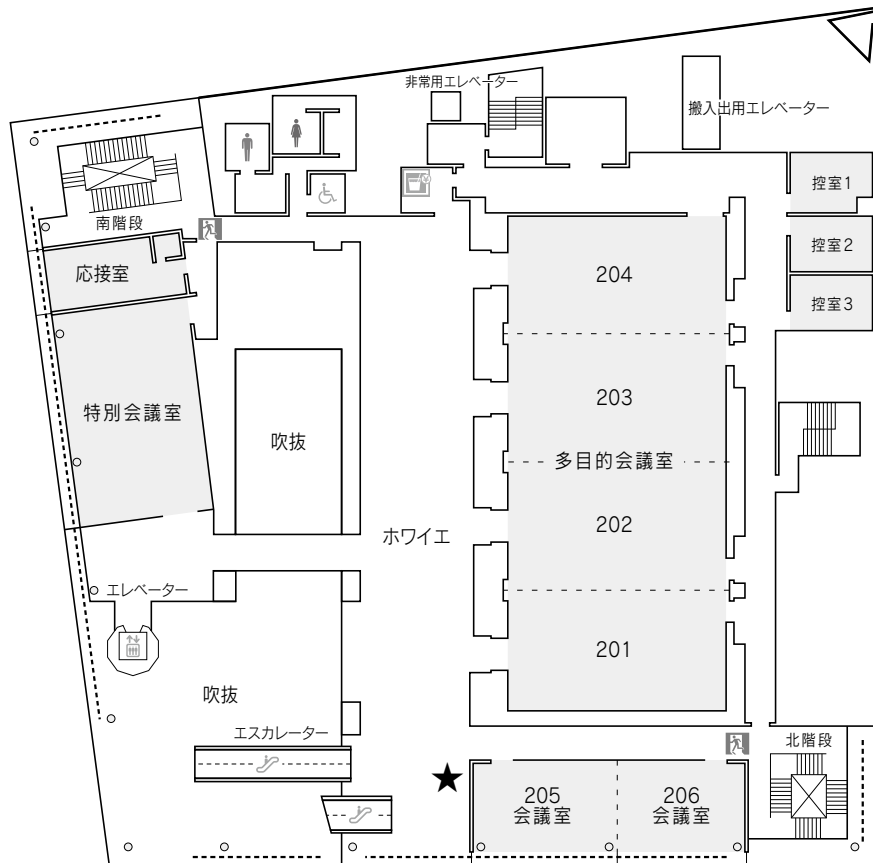 非常用エレベーター
搬入出用エレベーター
控室1
南階段
控室2
応接室
204
控室3
203
特別会議室
吹抜
多目的会議室
202
ホワイエ
エレベーター
201
吹抜
エスカレーター
北階段
205
会議室
206
会議室